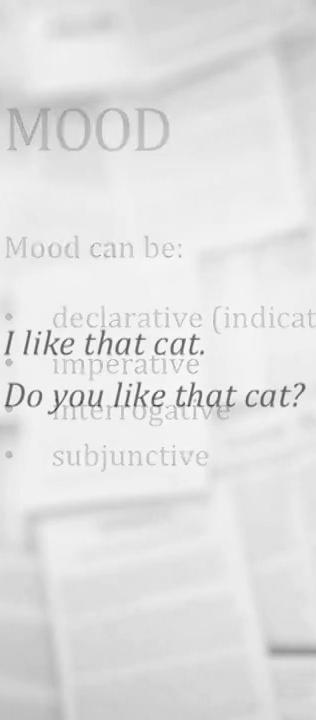 MOOD
Mood can be:
• declarative (indicat
I like that cat.
• imperative
Do you like that cat?
• interrogative
• subjunctive